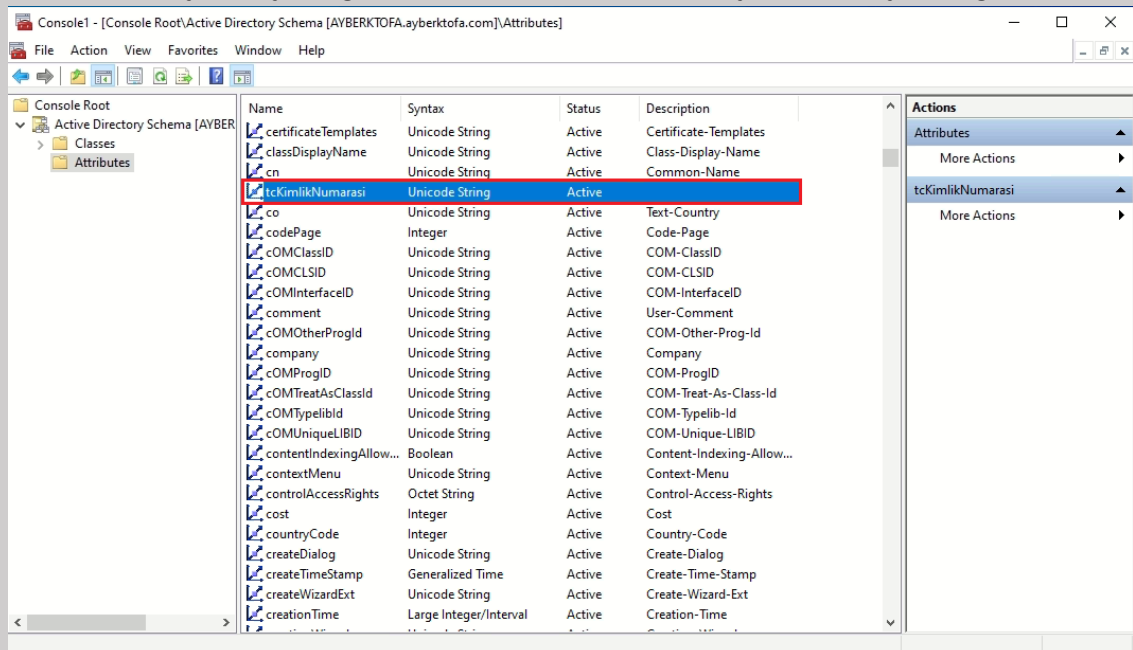 Console1 - [Console Root\Active Directory Schema [AYBERKTOFA.ayberktofa.com]\Attributes]
File Action View Favorites Window Help
Console Root
Active Directory Schema [AYBER
Classes
Attributes
Name Syntax Status Description
certificateTemplates Unicode String Active Certificate-Templates
classDisplayName Unicode String Active Class-Display-Name
cn Unicode String Active Common-Name
tcKimlikNumarasi Unicode String Active
co Unicode String Active Text-Country
codePage Integer Active Code-Page
cOMClassID Unicode String Active COM-ClassID
cOMCLSID Unicode String Active COM-CLSID
cOMInterfaceID Unicode String Active COM-InterfaceID
comment Unicode String Active User-Comment
cOMOtherProgId Unicode String Active COM-Other-Prog-Id
company Unicode String Active Company
cOMProgID Unicode String Active COM-ProgID
cOMTreatAsClassId Unicode String Active COM-Treat-As-Class-Id
cOMTypelibId Unicode String Active COM-Typelib-Id
cOMUniqueLIBID Unicode String Active COM-Unique-LIBID
contentIndexingAllow... Boolean Active Content-Indexing-Allow...
contextMenu Unicode String Active Context-Menu
controlAccessRights Octet String Active Control-Access-Rights
cost Integer Active Cost
countryCode Integer Active Country-Code
createDialog Unicode String Active Create-Dialog
createTimeStamp Generalized Time Active Create-Time-Stamp
createWizardExt Unicode String Active Create-Wizard-Ext
creationTime Large Integer/Interval Active Creation-Time
Actions
Attributes
More Actions
tcKimlikNumarasi
More Actions